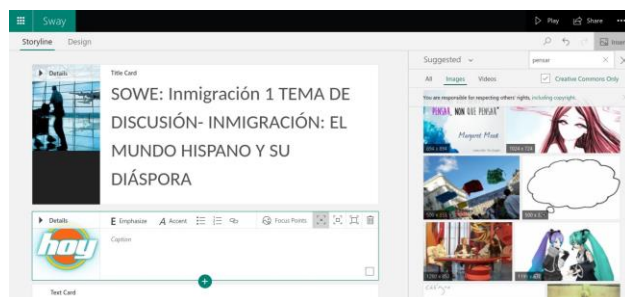 Sway
Play
Share
Storyline
Design
Insert
Suggested
pensar
All
Images
Videos
Creative Commons Only
You are responsible for respecting others' rights, including copyright.
Details
Title Card
SOWE: Inmigración 1 TEMA DE
DISCUSIÓN- INMIGRACIÓN: EL
MUNDO HISPANO Y SU
DIÁSPORA
PENSAR, NON QUE PENSAR"
Details
E Emphasize
A Accent
Focus Points
hoy
Caption
Text Card